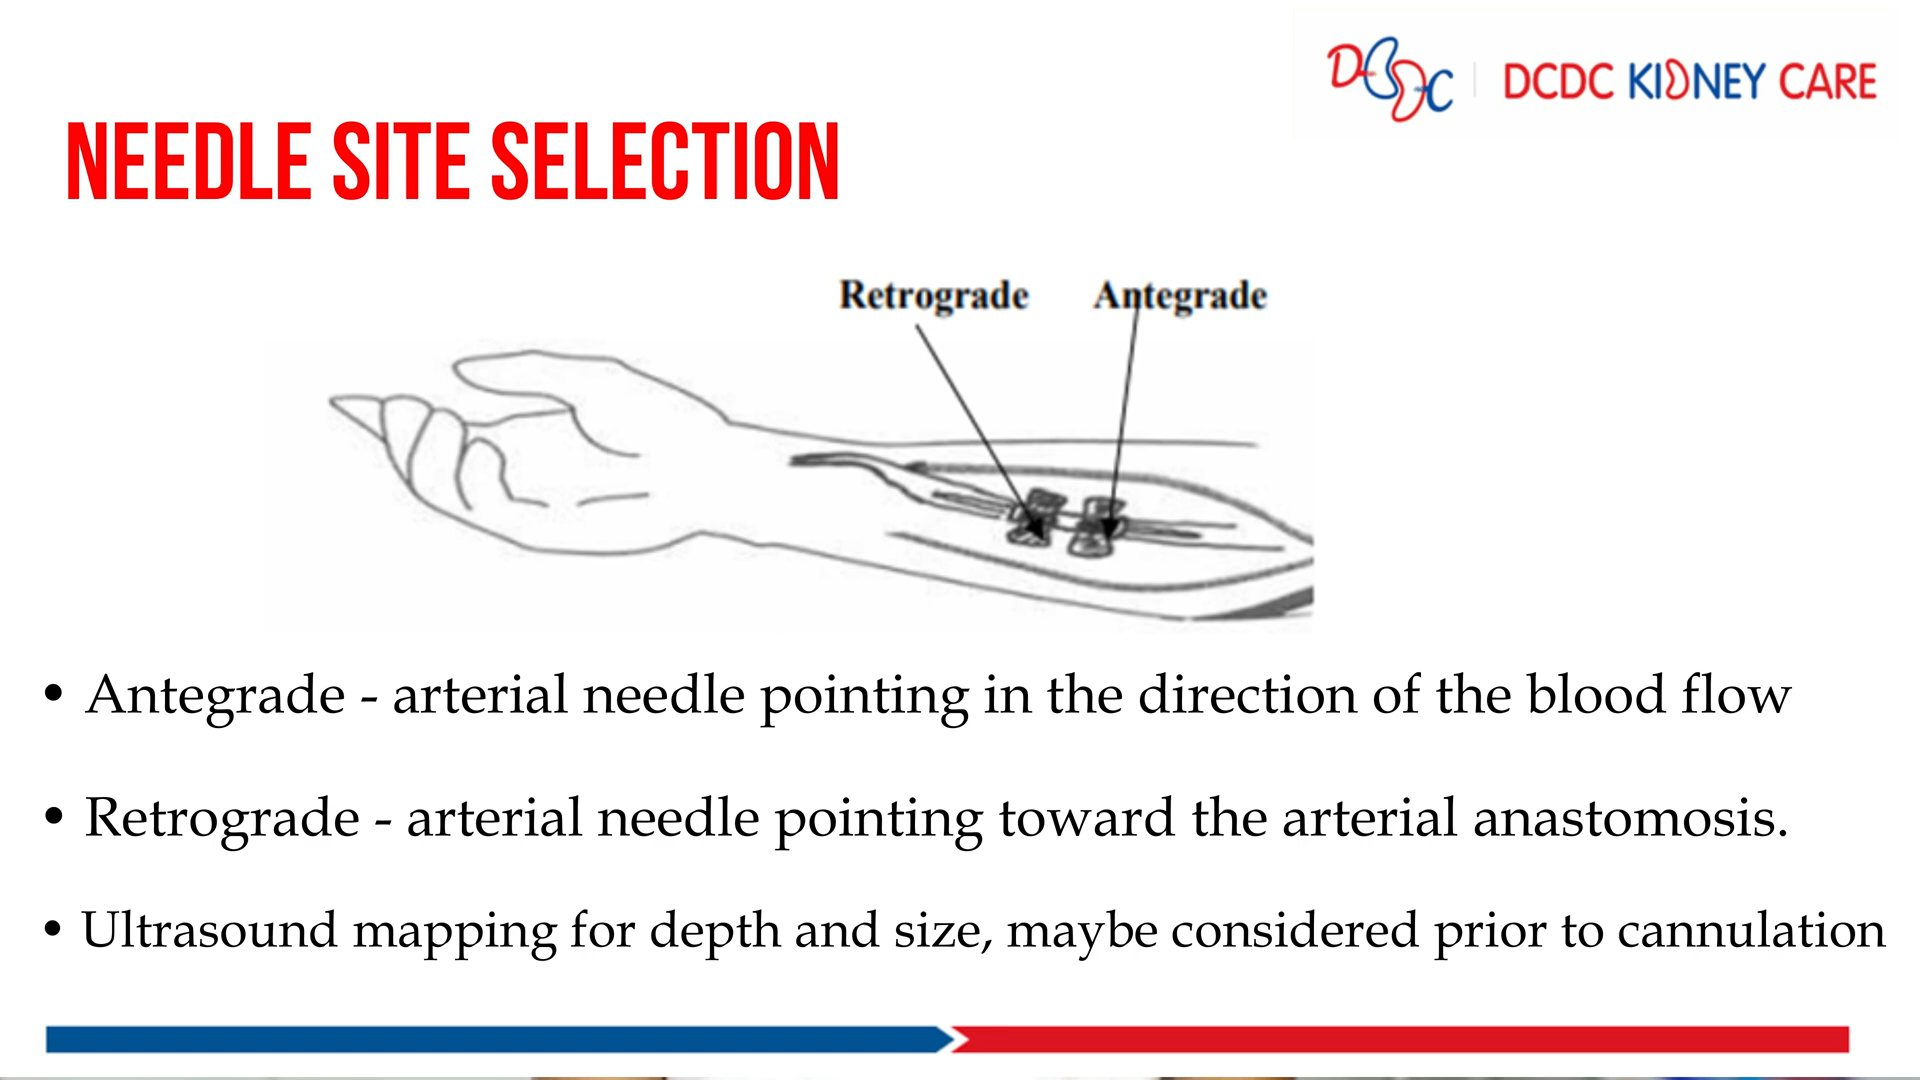 DCDC | DCDC KIDNEY CARE
NEEDLE SITE SELECTION
Retrograde Antegrade
• Antegrade - arterial needle pointing in the direction of the blood flow
• Retrograde - arterial needle pointing toward the arterial anastomosis.
• Ultrasound mapping for depth and size, maybe considered prior to cannulation